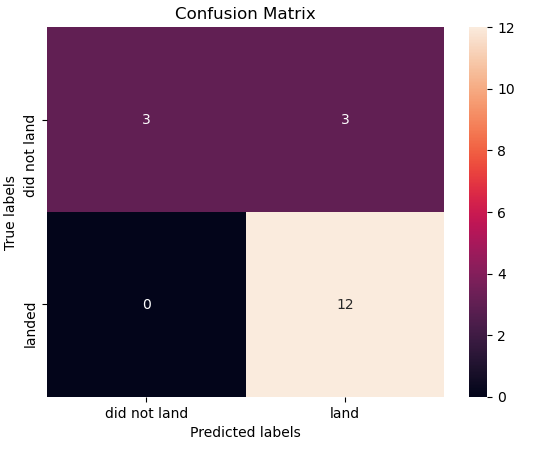 Confusion Matrix
True labels
did not land
landed
3
3
0
12
did not land
land
Predicted labels
12
10
8
6
4
2
0